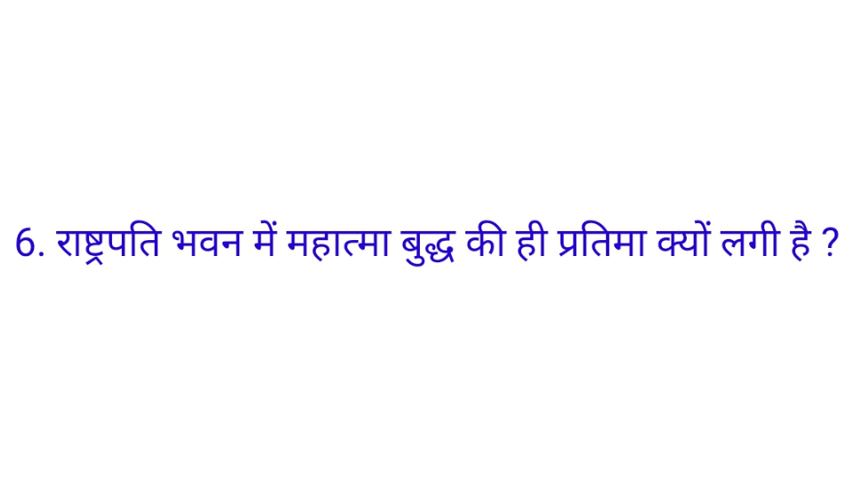 6. राष्ट्रपति भवन में महात्मा बुद्ध की ही प्रतिमा क्यों लगी है ?